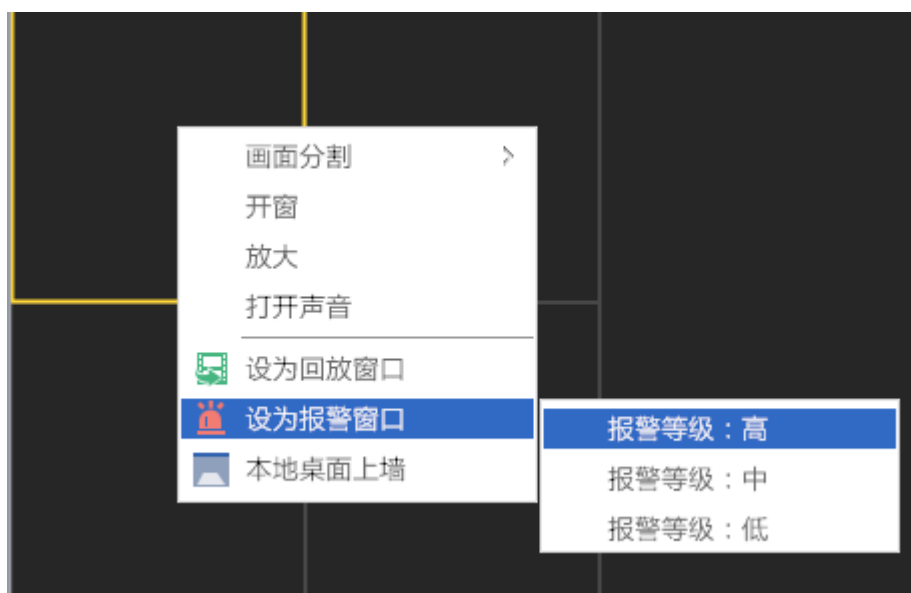 画面分割
开窗
放大
打开声音
设为回放窗口
设为报警窗口
本地桌面上墙
报警等级：高
报警等级：中
报警等级：低